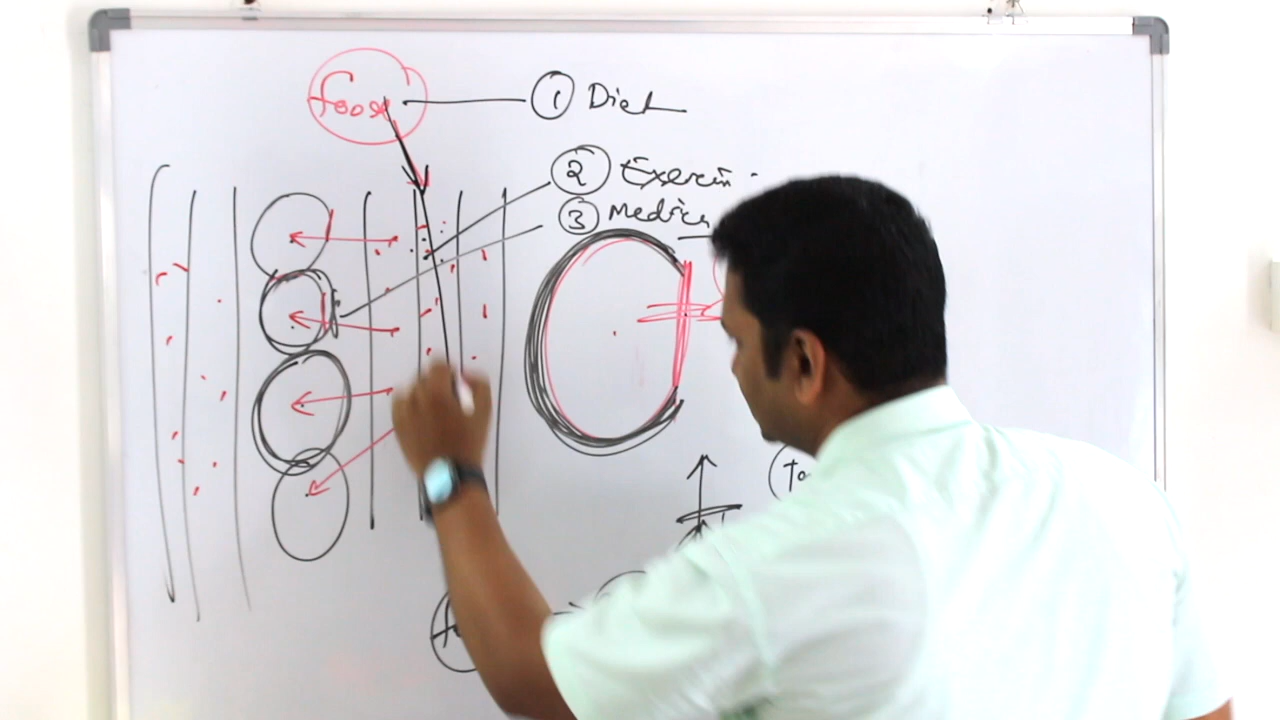 food
① Diet
② Exercis
③ Medici